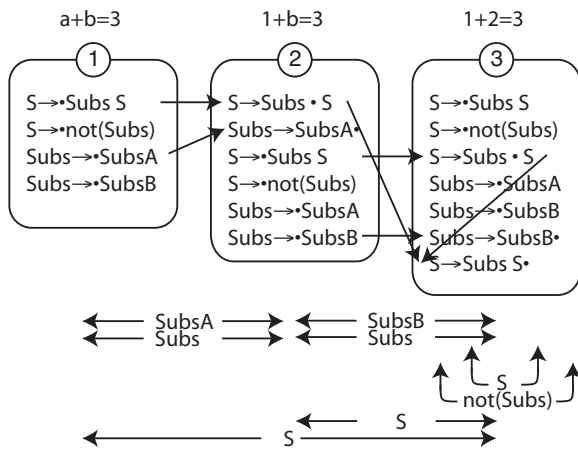 a+b=3
1+b=3
1+2=3
1
2
3
S→•Subs S
S→•not(Subs)
Subs→•SubsA
Subs→•SubsB
S→Subs • S
Subs→SubsA•
S→•Subs S
S→•not(Subs)
Subs→•SubsA
Subs→•SubsB
S→•Subs S
S→•not(Subs)
S→Subs • S
Subs→•SubsA
Subs→•SubsB
Subs→SubsB•
S→Subs S•
SubsA
SubsB
Subs
Subs
S
not(Subs)
S
S